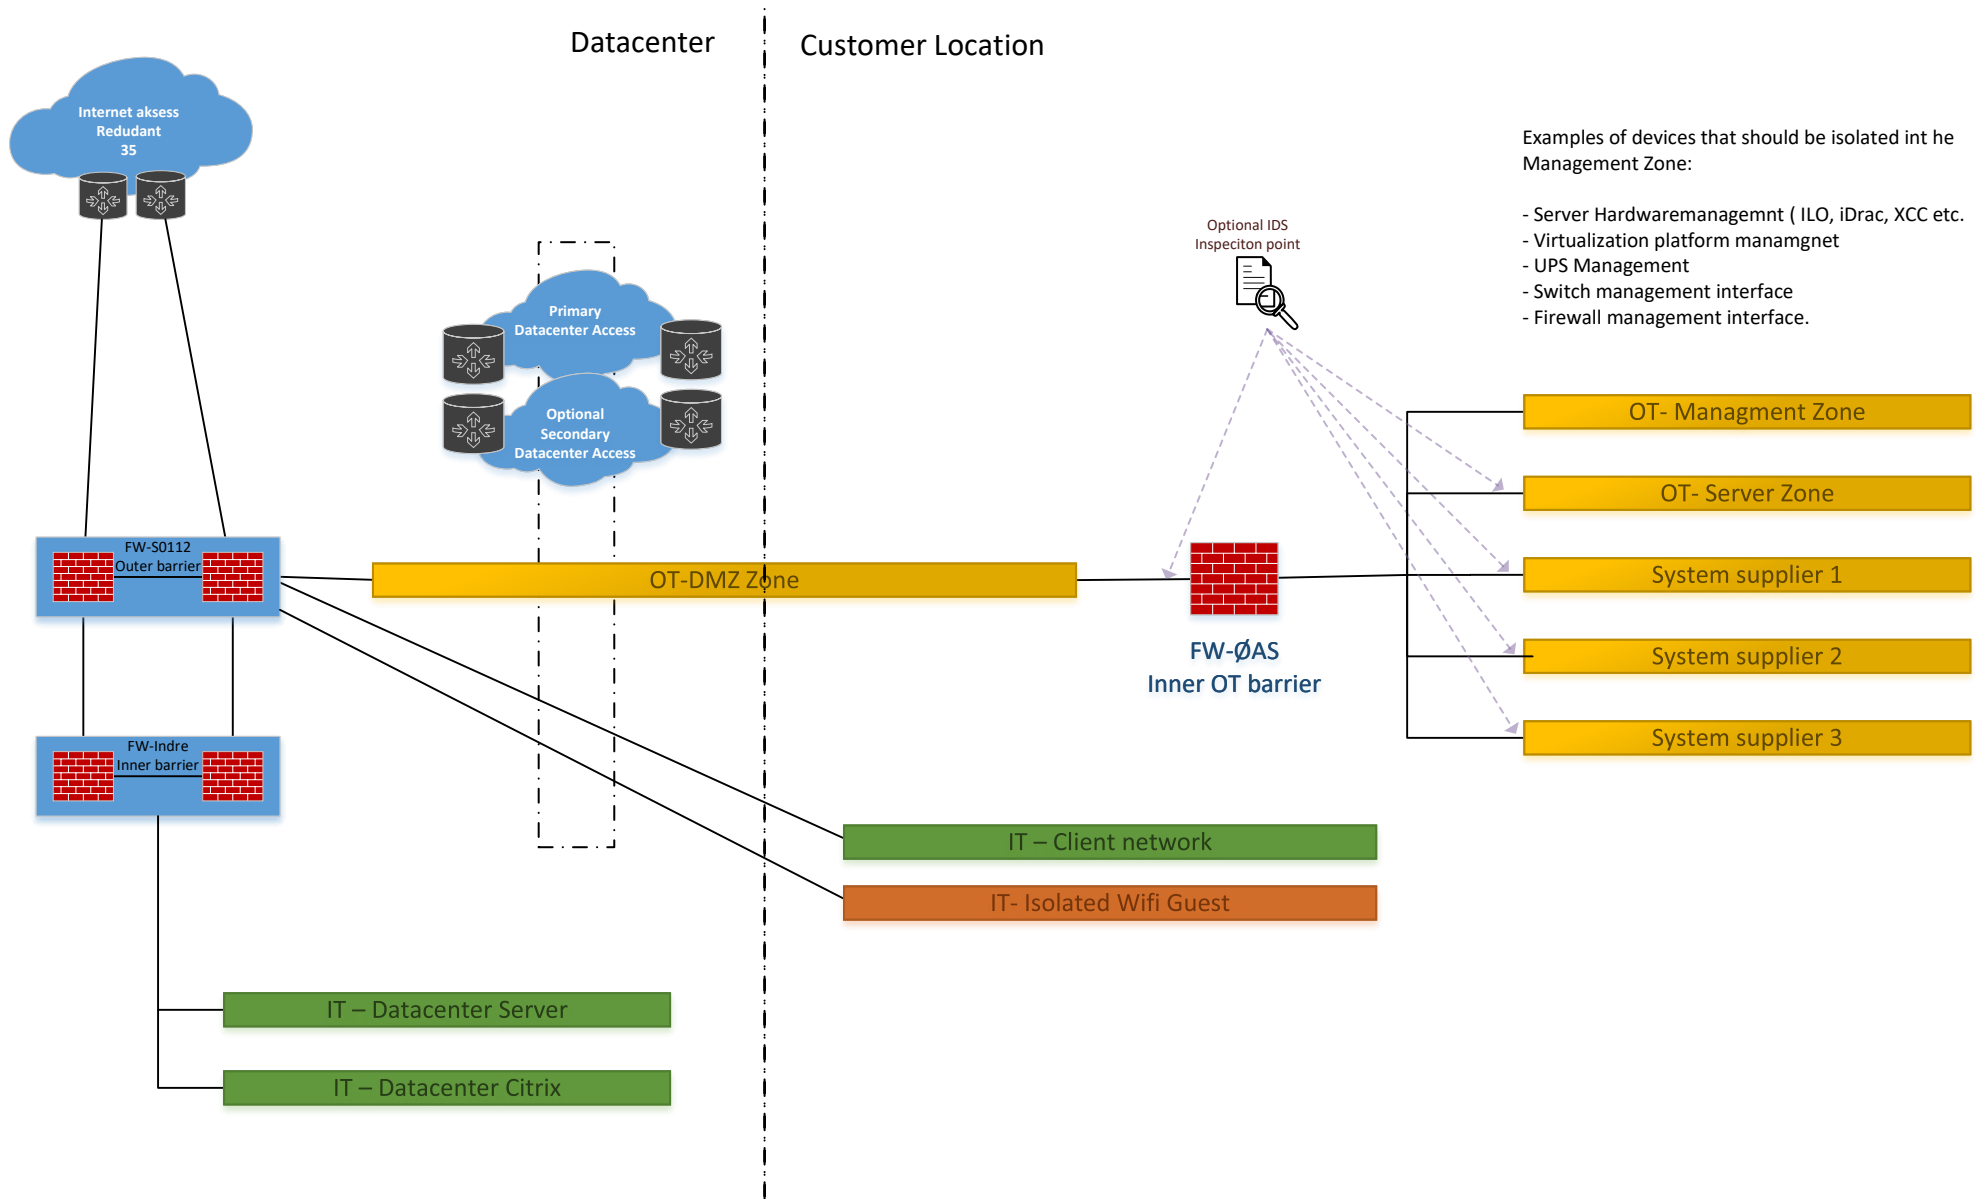 Datacenter
Customer Location
Internet aksess
Redudant
35
Examples of devices that should be isolated int he
Management Zone:
- Server Hardwaremanagemnt ( ILO, iDrac, XCC etc.
- Virtualization platform manamgnet
- UPS Management
- Switch management interface
- Firewall management interface.
Optional IDS
Inspeciton point
Primary
Datacenter Access
Optional
Secondary
Datacenter Access
OT- Managment Zone
OT- Server Zone
FW-S0112
Outer barrier
OT-DMZ Zone
System supplier 1
FW-ØAS
Inner OT barrier
System supplier 2
System supplier 3
FW-Indre
Inner barrier
IT – Client network
IT- Isolated Wifi Guest
IT – Datacenter Server
IT – Datacenter Citrix